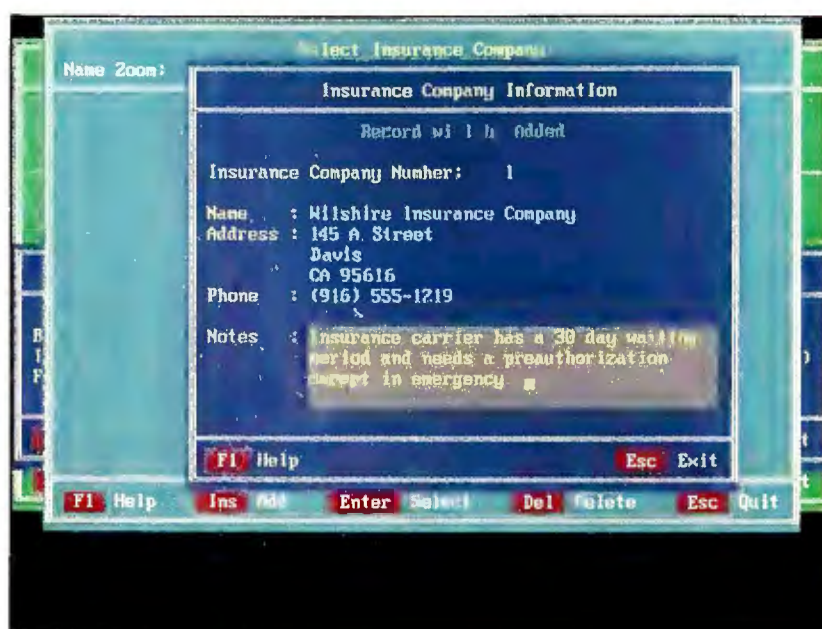 Select Insurance Company
Name Zoom:
Insurance Company Information
Record Added
Insurance Company Number: 1
Name : Wilshire Insurance Company
Address : 145 A Street
Davis
CA 95616
Phone : (916) 555-1219
Notes : Insurance carrier has a 30 day waiting
period and needs a preauthorization
except in emergency
F1 Help Esc Exit
F1 Help Ins Add Enter Select Del Delete Esc Quit